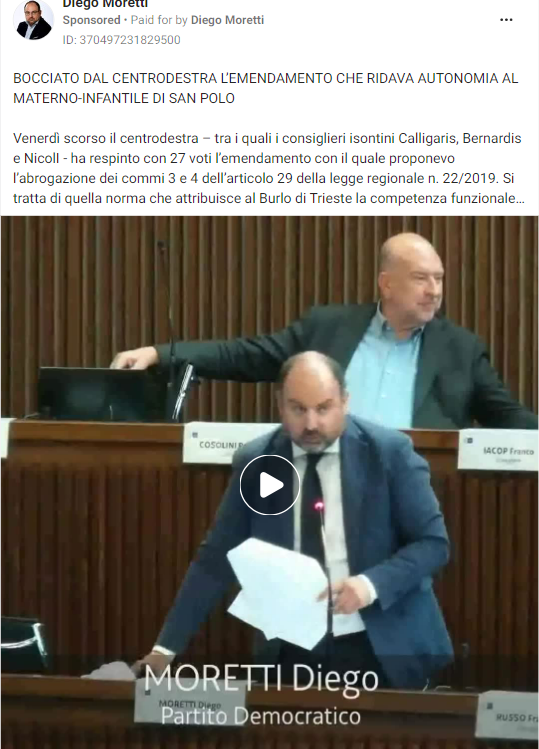 Diego Moretti
Sponsored • Paid for by Diego Moretti
ID: 370497231829500
BOCCIATO DAL CENTRODESTRA L'EMENDAMENTO CHE RIDAVA AUTONOMIA AL
MATERNO-INFANTILE DI SAN POLO
Venerdì scorso il centrodestra – tra i quali i consiglieri isontini Calligaris, Bernardis
e Nicoll - ha respinto con 27 voti l'emendamento con il quale proponevo
l'abrogazione dei commi 3 e 4 dell'articolo 29 della legge regionale n. 22/2019. Si
tratta di quella norma che attribuisce al Burlo di Trieste la competenza funzionale...
COSOLINI
IACOP Franco
MORETTI Diego
MORETTI Diego
Partito Democratico
RUSSO